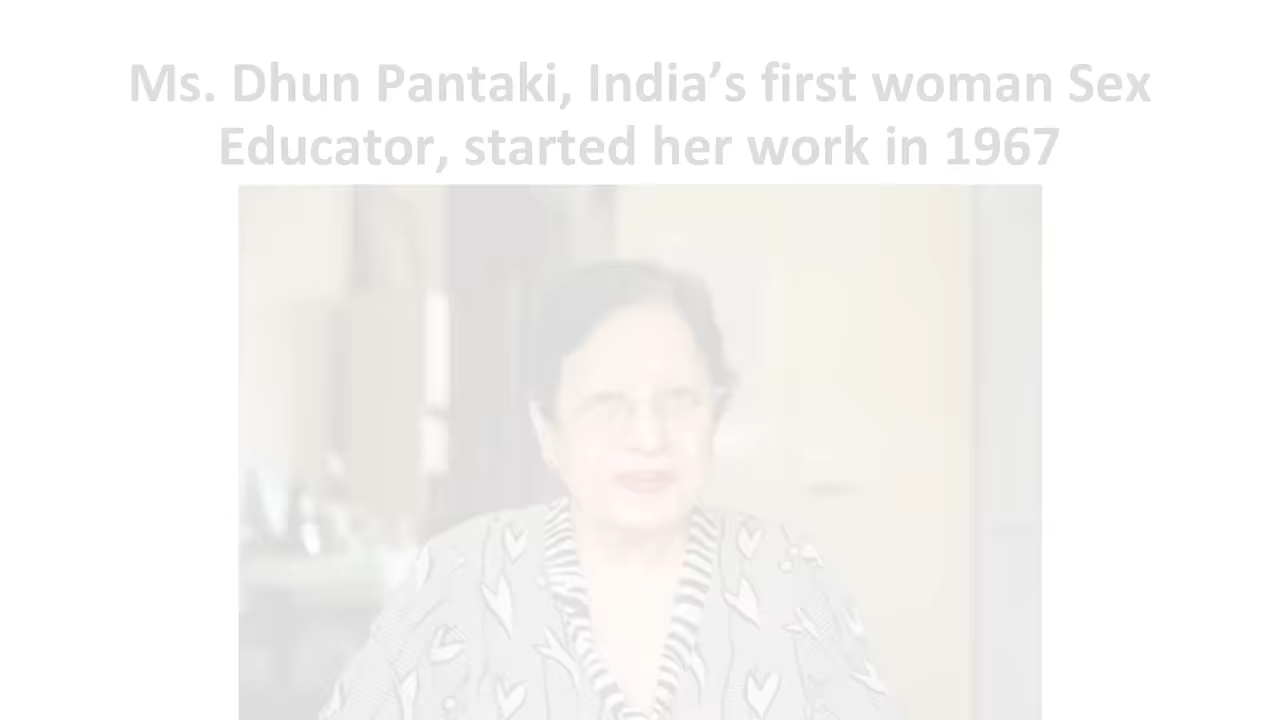 Ms. Dhun Pantaki, India’s first woman Sex
Educator, started her work in 1967